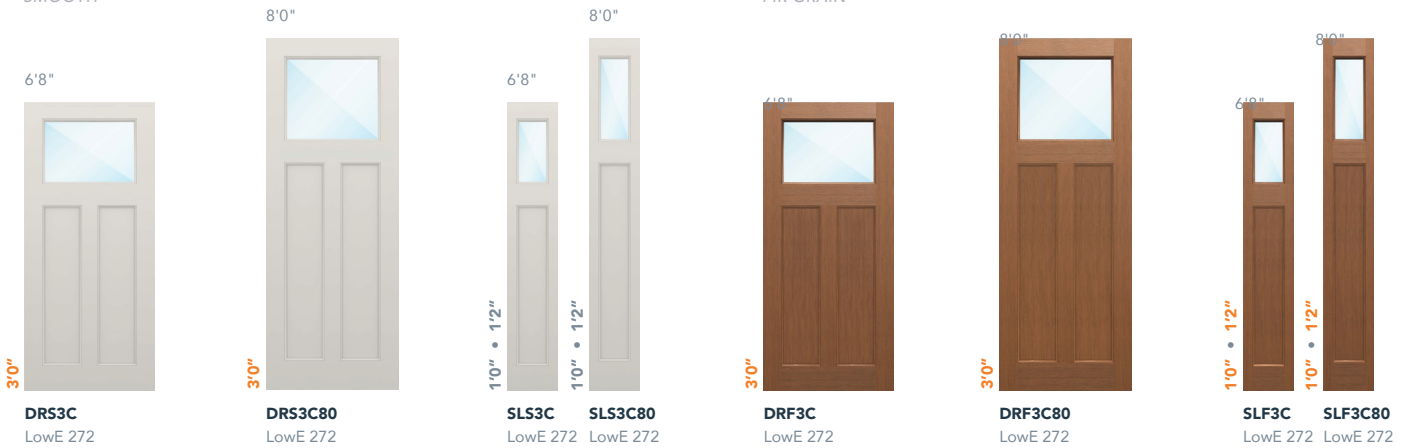 SMOOTH
FIR GRAIN
6'8"
3'0"
DRS3C
LowE 272
8'0"
3'0"
DRS3C80
LowE 272
6'8"
1'0" • 1'2"
SLS3C
LowE 272
8'0"
1'0" • 1'2"
SLS3C80
LowE 272
6'8"
3'0"
DRF3C
LowE 272
8'0"
3'0"
DRF3C80
LowE 272
6'8"
1'0" • 1'2"
SLF3C
LowE 272
8'0"
1'0" • 1'2"
SLF3C80
LowE 272